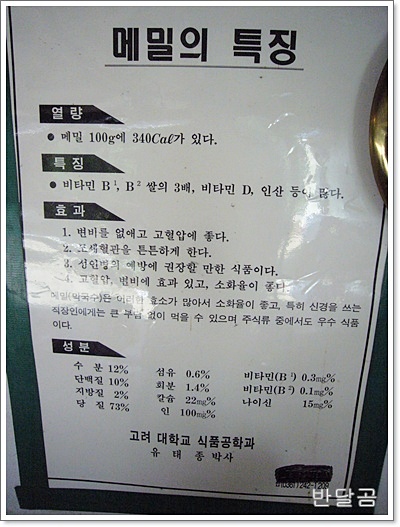 메밀의 특징
열 량
● 메밀 100g에 340Cal가 있다.
특 징
● 비타민 B¹, B² 쌀의 3배, 비타민 D, 인산 등이 많다.
효 과
1. 변비를 없애고 고혈압에 좋다.
2. 모세혈관을 튼튼하게 한다.
3. 성인병의 예방에 권장할 만한 식품이다.
4. 고혈압, 변비에 효과 있고, 소화율이 좋다
메밀(막국수)는 이러한 효소가 많아서 소화율이 좋고, 특히 신경을 쓰는
직장인에게는 큰 부담 없이 먹을 수 있으며 주식류 중에서도 우수 식품
이다.
성 분
수 분 12% 섬유 0.6% 비타민(B¹) 0.3mg%
단백질 10% 회분 1.4% 비타민(B²) 0.1mg%
지방질 2% 칼슘 22mg% 나이신 15mg%
당 질 73% 인 100mg%
고려 대학교 식품공학과
유 태 종 박사
반달곰